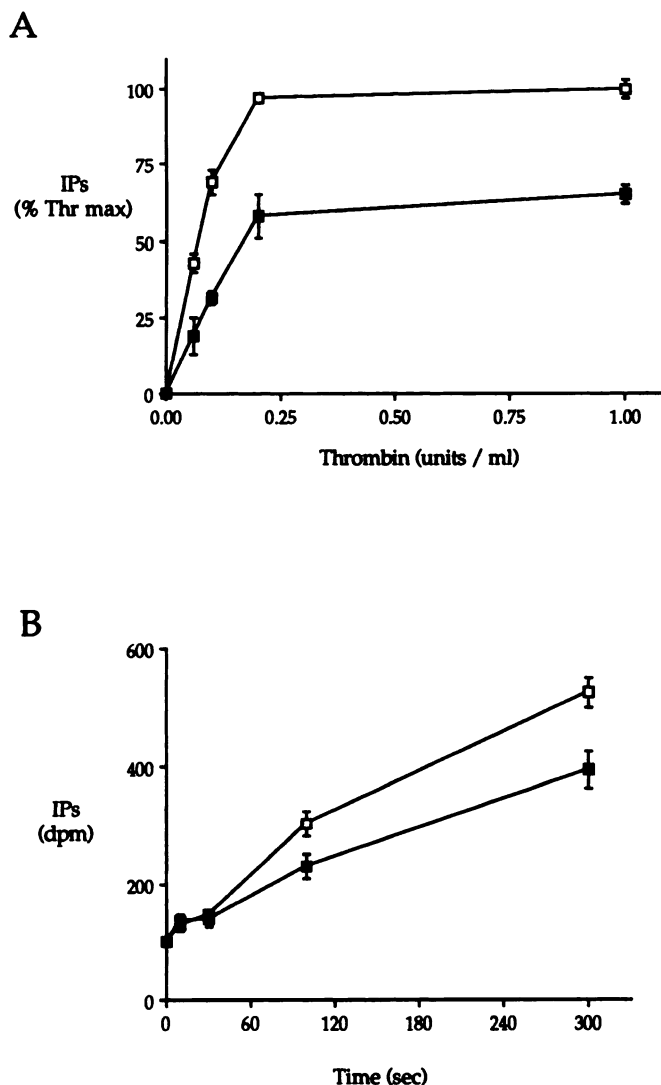 A
100
75
IPs
(% Thr max)
50
25
0
0.00 0.25 0.50 0.75 1.00
Thrombin (units / ml)
B
600
400
IPs
(dpm)
200
0
0 60 120 180 240 300
Time (sec)